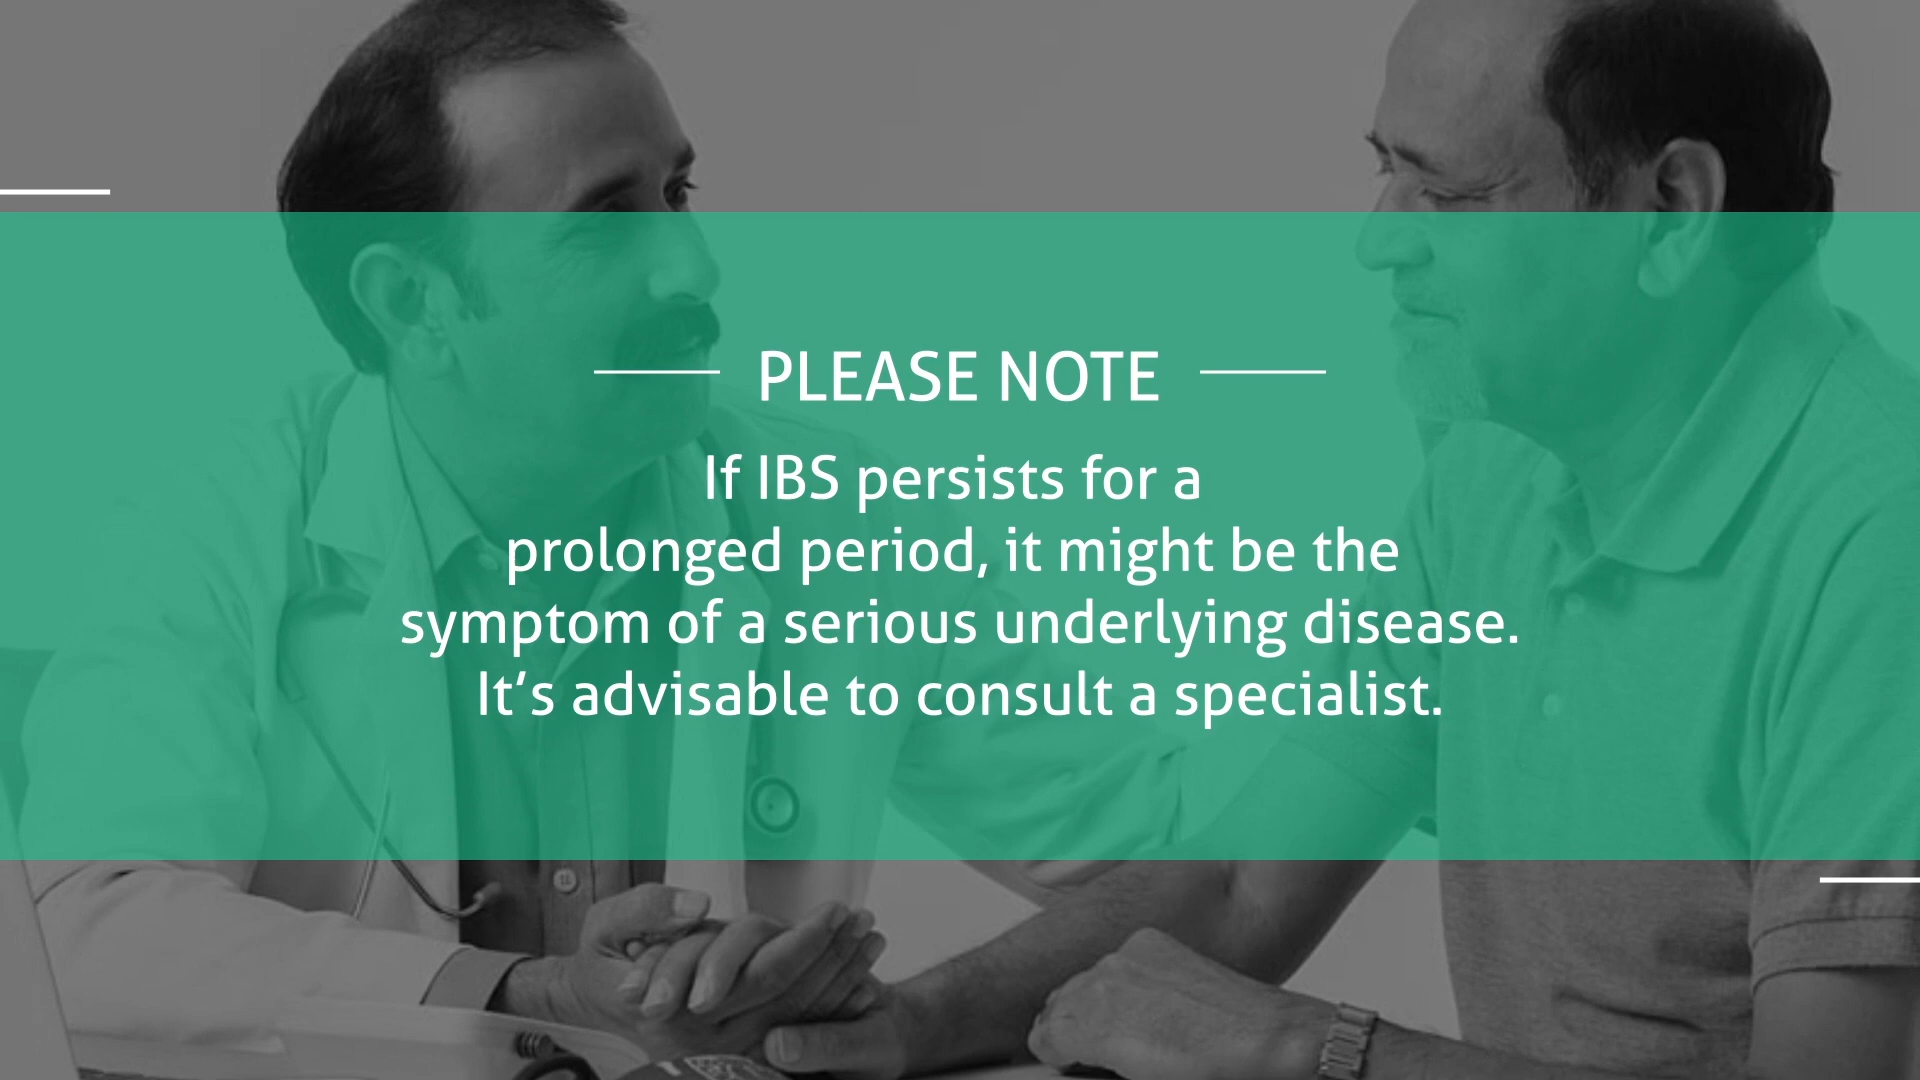 PLEASE NOTE
If IBS persists for a
prolonged period, it might be the
symptom of a serious underlying disease.
It’s advisable to consult a specialist.